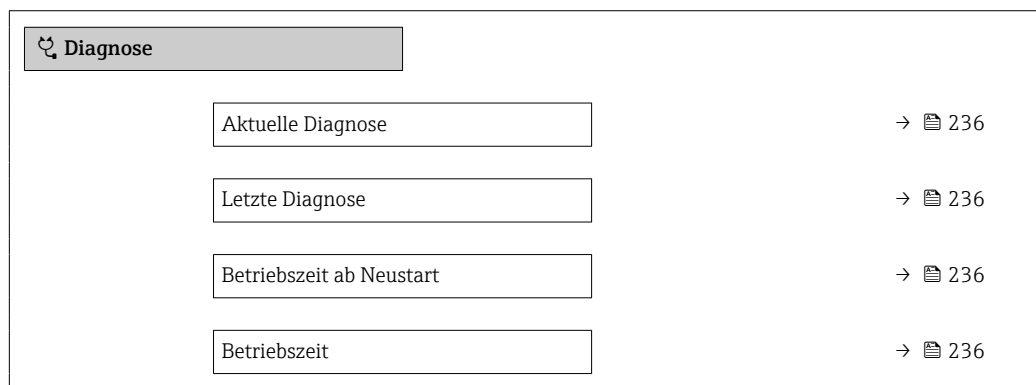 Diagnose
Aktuelle Diagnose → 236
Letzte Diagnose → 236
Betriebszeit ab Neustart → 236
Betriebszeit → 236